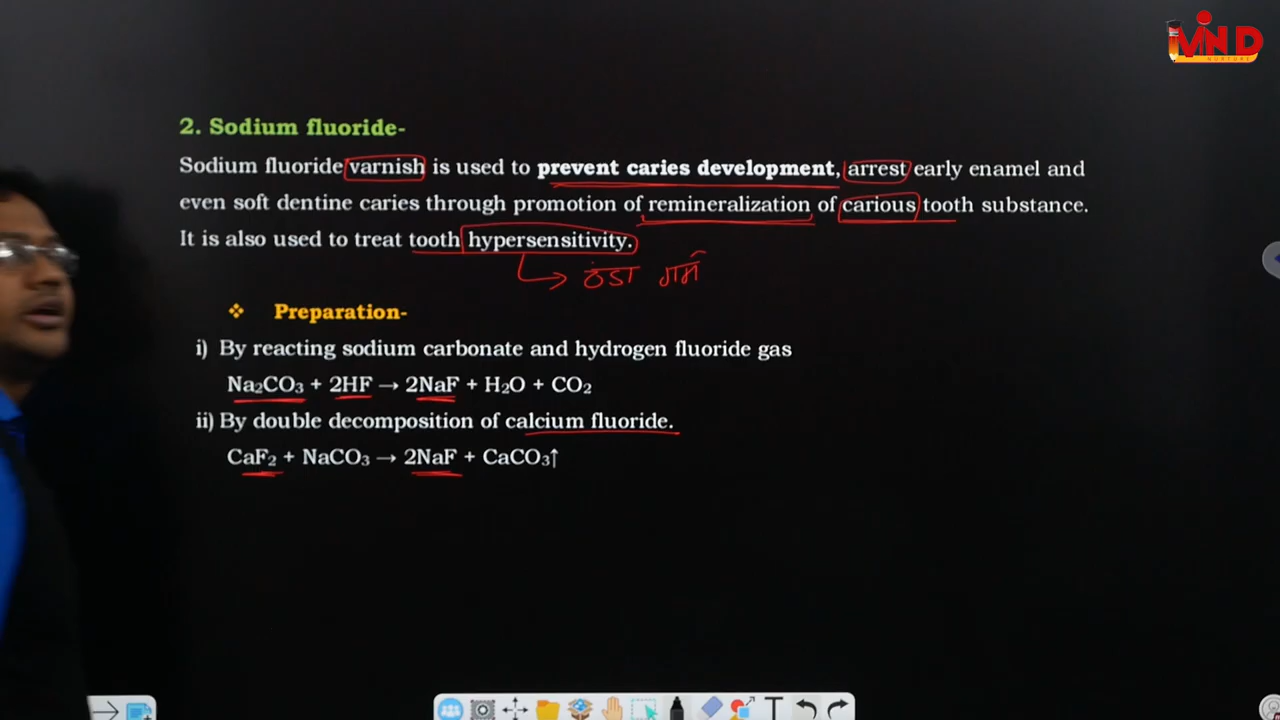 MIND
NURTURE
2. Sodium fluoride-
Sodium fluoride varnish is used to prevent caries development, arrest early enamel and
even soft dentine caries through promotion of remineralization of carious tooth substance.
It is also used to treat tooth hypersensitivity.
ठंडा गर्म
❖ Preparation-
i) By reacting sodium carbonate and hydrogen fluoride gas
Na₂CO₃ + 2HF → 2NaF + H₂O + CO₂
ii) By double decomposition of calcium fluoride.
CaF₂ + NaCO₃ → 2NaF + CaCO₃↑